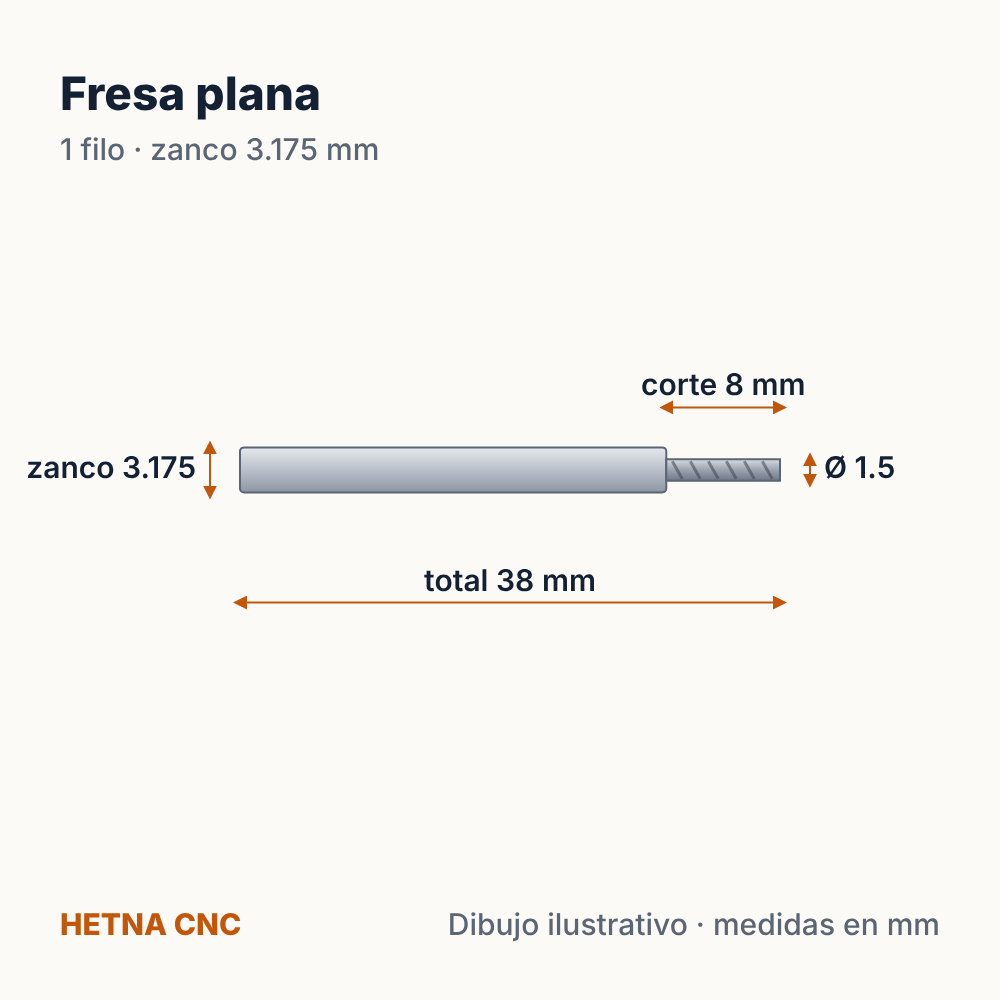 Fresa plana
1 filo · zanco 3.175 mm
corte 8 mm
zanco 3.175
Ø 1.5
total 38 mm
HETNA CNC
Dibujo ilustrativo · medidas en mm